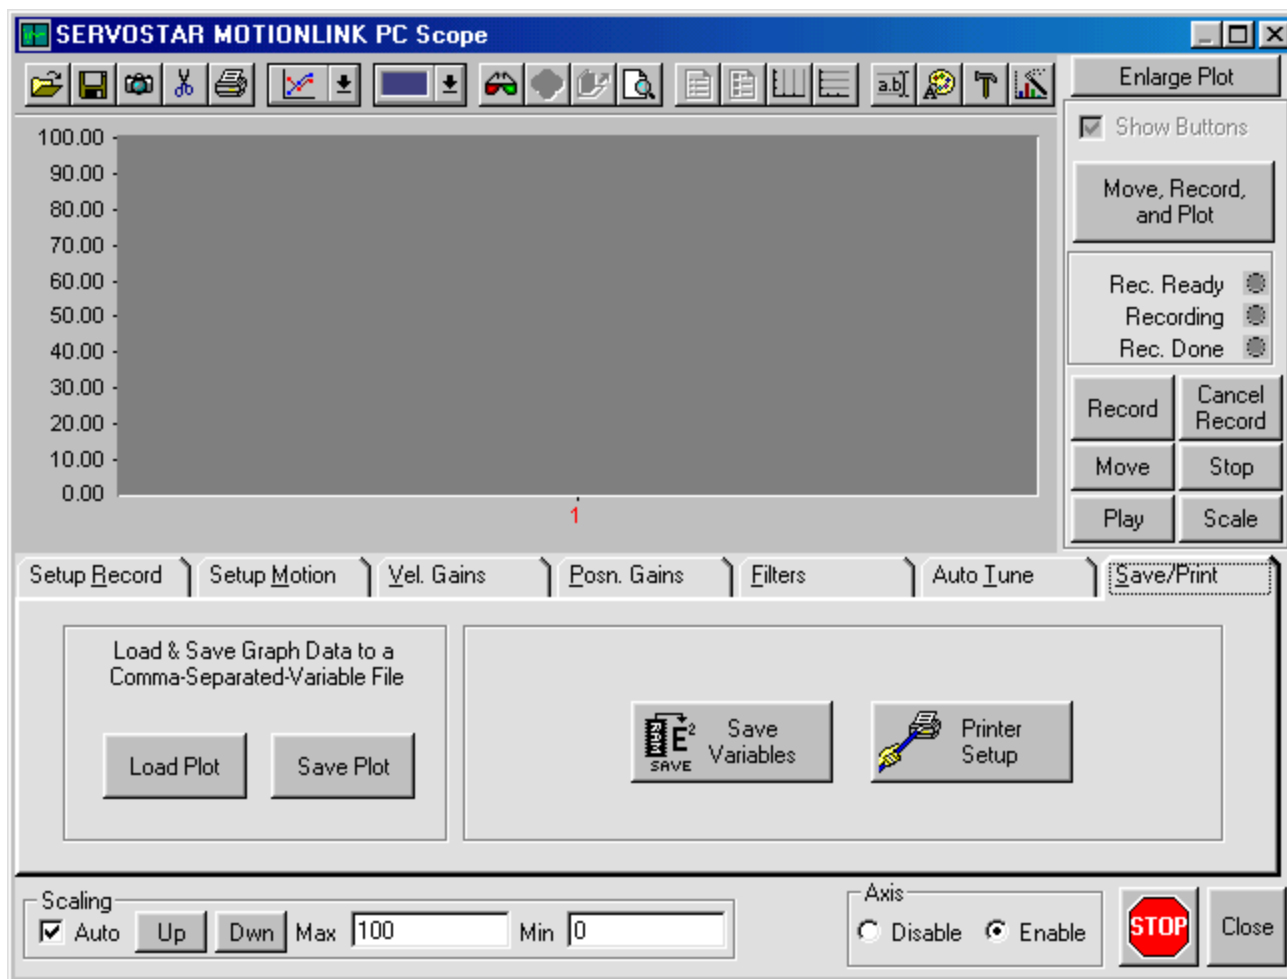 SERVOSTAR MOTIONLINK PC Scope
a.b
Enlarge Plot
Show Buttons
Move, Record,
and Plot
Rec. Ready
Recording
Rec. Done
Record
Cancel
Record
Move
Stop
Play
Scale
100.00
90.00
80.00
70.00
60.00
50.00
40.00
30.00
20.00
10.00
0.00
1
Setup Record
Setup Motion
Vel. Gains
Posn. Gains
Filters
Auto Tune
Save/Print
Load & Save Graph Data to a
Comma-Separated-Variable File
Load Plot
Save Plot
RAM
E²
SAVE
Save
Variables
Printer
Setup
Scaling
Auto
Up
Dwn
Max
100
Min
0
Axis
Disable
Enable
STOP
Close